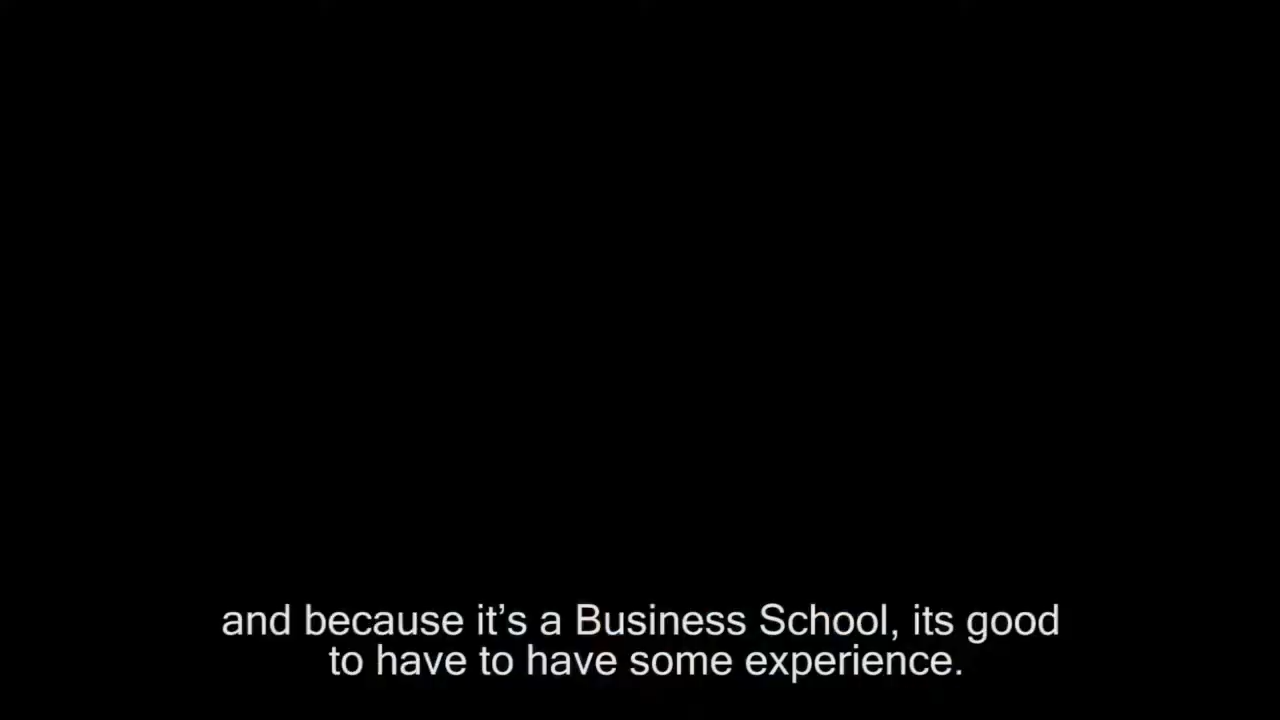 and because it’s a Business School, its good
to have to have some experience.